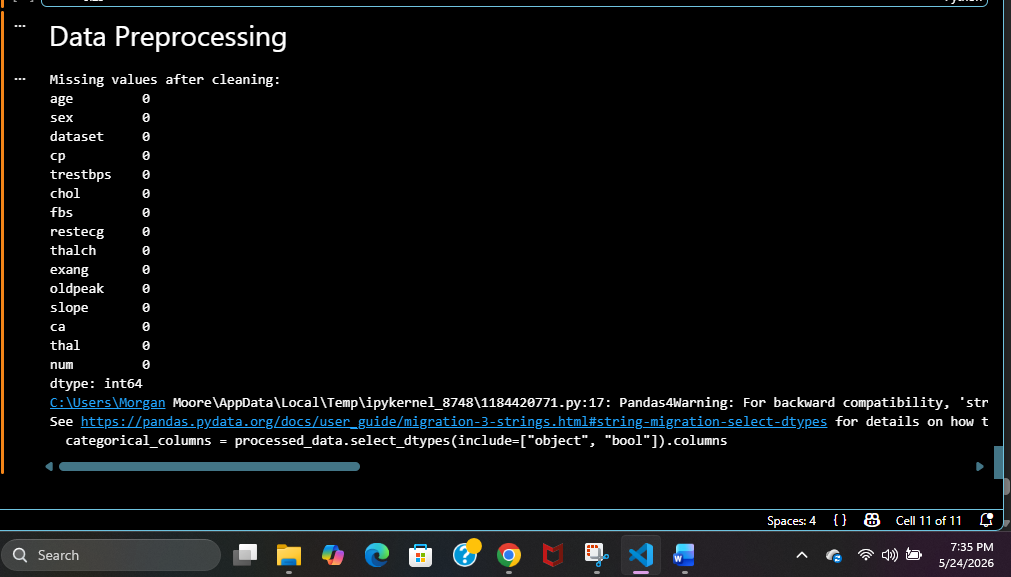 Data Preprocessing
Missing values after cleaning:
age 0
sex 0
dataset 0
cp 0
trestbps 0
chol 0
fbs 0
restecg 0
thalch 0
exang 0
oldpeak 0
slope 0
ca 0
thal 0
num 0
dtype: int64
C:\Users\Morgan Moore\AppData\Local\Temp\ipykernel_8748\1184420771.py:17: Pandas4Warning: For backward compatibility, 'str
See https://pandas.pydata.org/docs/user_guide/migration-3-strings.html#string-migration-select-dtypes for details on how t
categorical_columns = processed_data.select_dtypes(include=["object", "bool"]).columns
Spaces: 4 { } Cell 11 of 11
Search
7:35 PM
5/24/2026